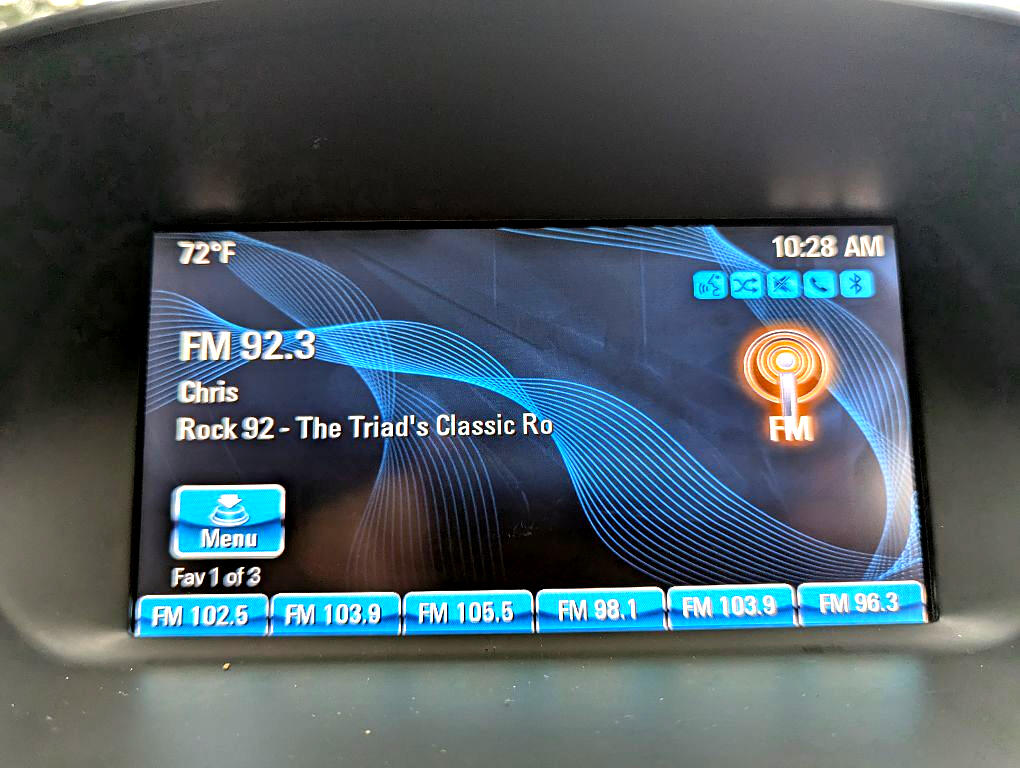 72°F
10:28 AM
FM 92.3
Chris
Rock 92 - The Triad's Classic Ro
FM
Menu
Fav 1 of 3
FM 102.5
FM 103.9
FM 105.5
FM 98.1
FM 103.9
FM 96.3